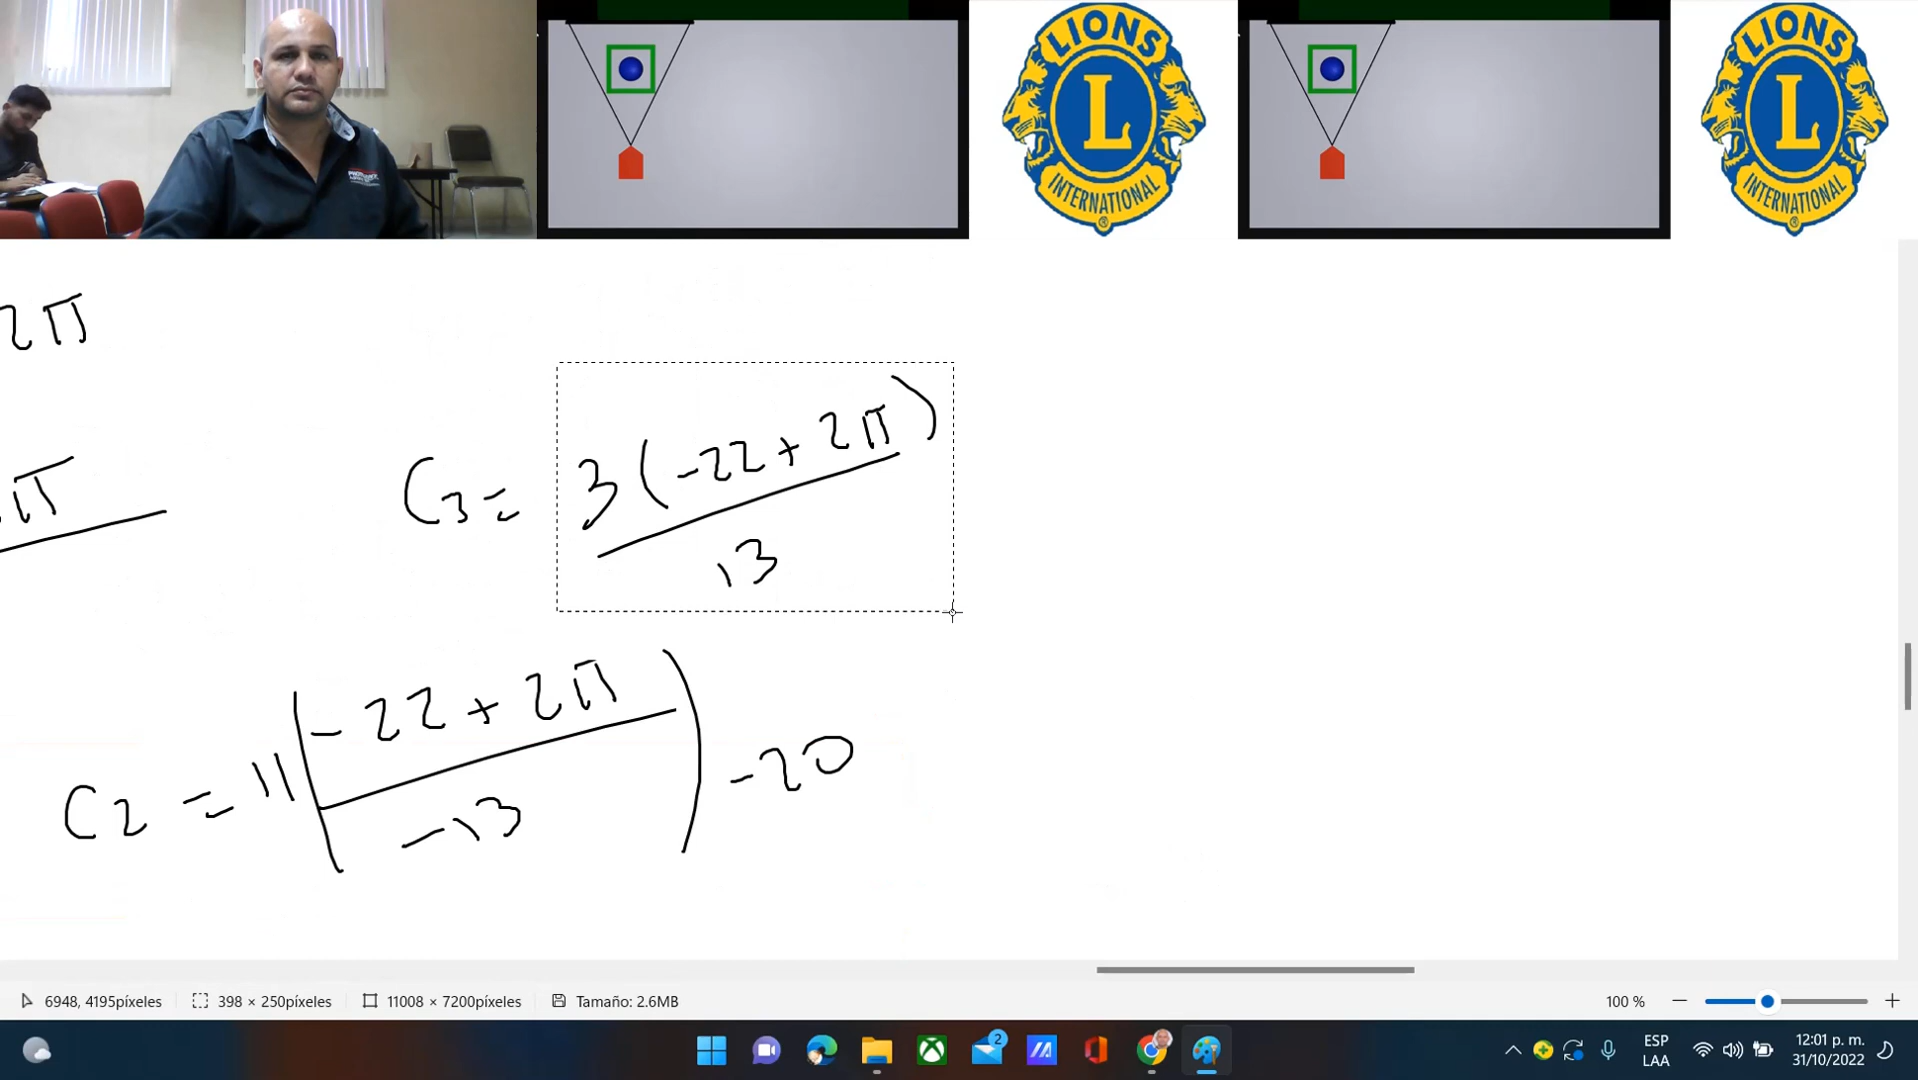 LIONS
L
INTERNATIONAL
®
LIONS
L
INTERNATIONAL
®
2π
π
C3 = 3(-22+2π)
13
C2 = 11(-22+2π) -20
-13
6948, 4195píxeles
398 × 250píxeles
11008 × 7200píxeles
Tamaño: 2.6MB
100 %
2
ESP
LAA
12:01 p. m.
31/10/2022